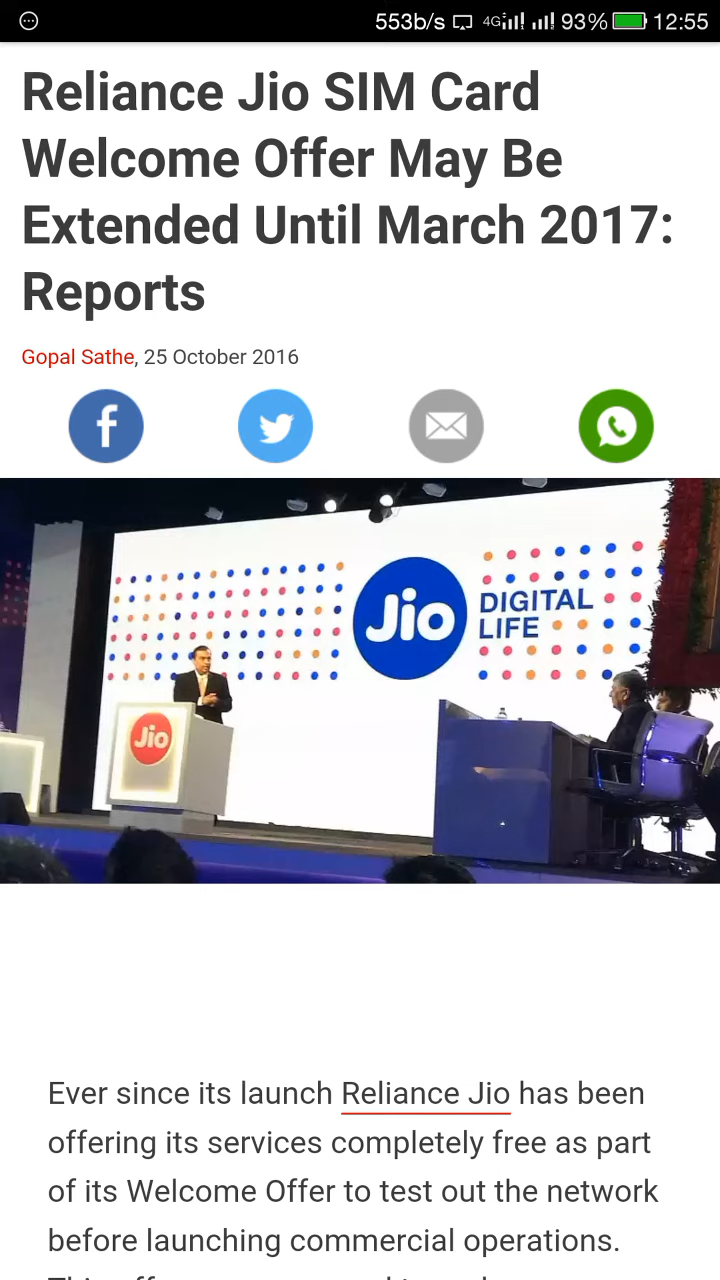 553b/s 4G 93% 12:55
Reliance Jio SIM Card
Welcome Offer May Be
Extended Until March 2017:
Reports
Gopal Sathe, 25 October 2016
Jio
DIGITAL
LIFE
Jio
Ever since its launch Reliance Jio has been
offering its services completely free as part
of its Welcome Offer to test out the network
before launching commercial operations.